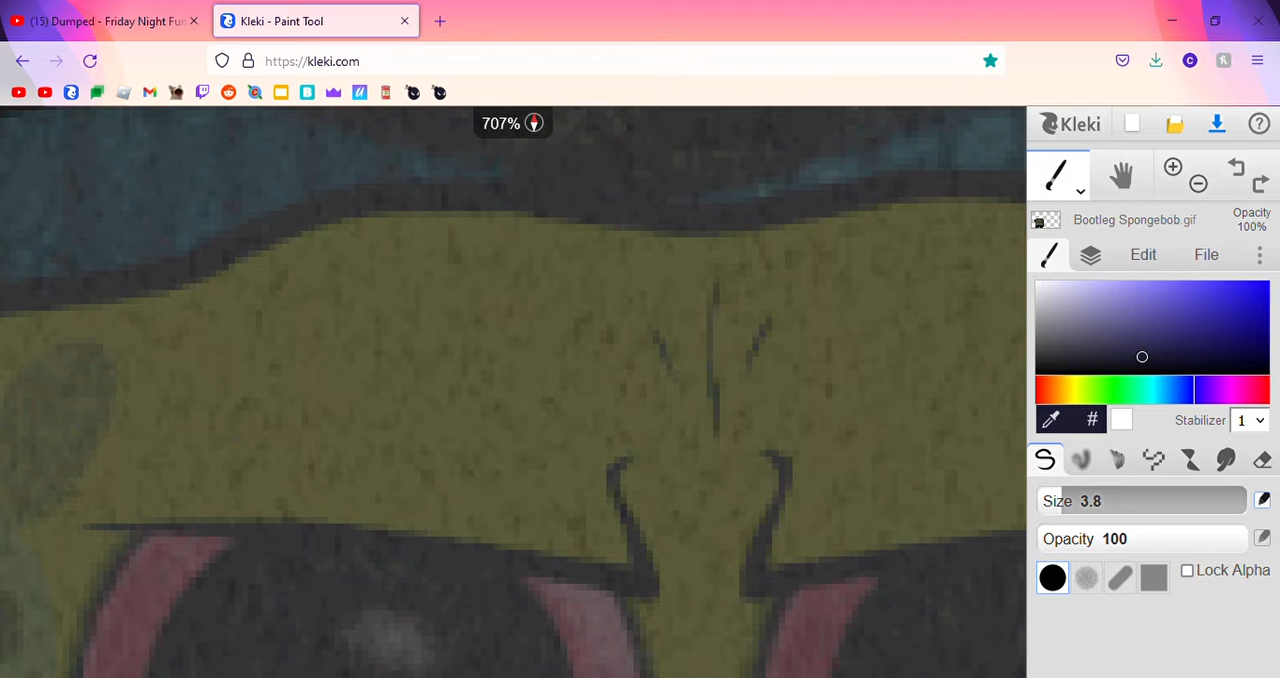 (15) Dumped - Friday Night Fun
Kleki - Paint Tool
https://kleki.com
707%
Kleki
Bootleg Spongebob.gif
Opacity
100%
Edit
File
#
Stabilizer
1
Size 3.8
Opacity 100
Lock Alpha